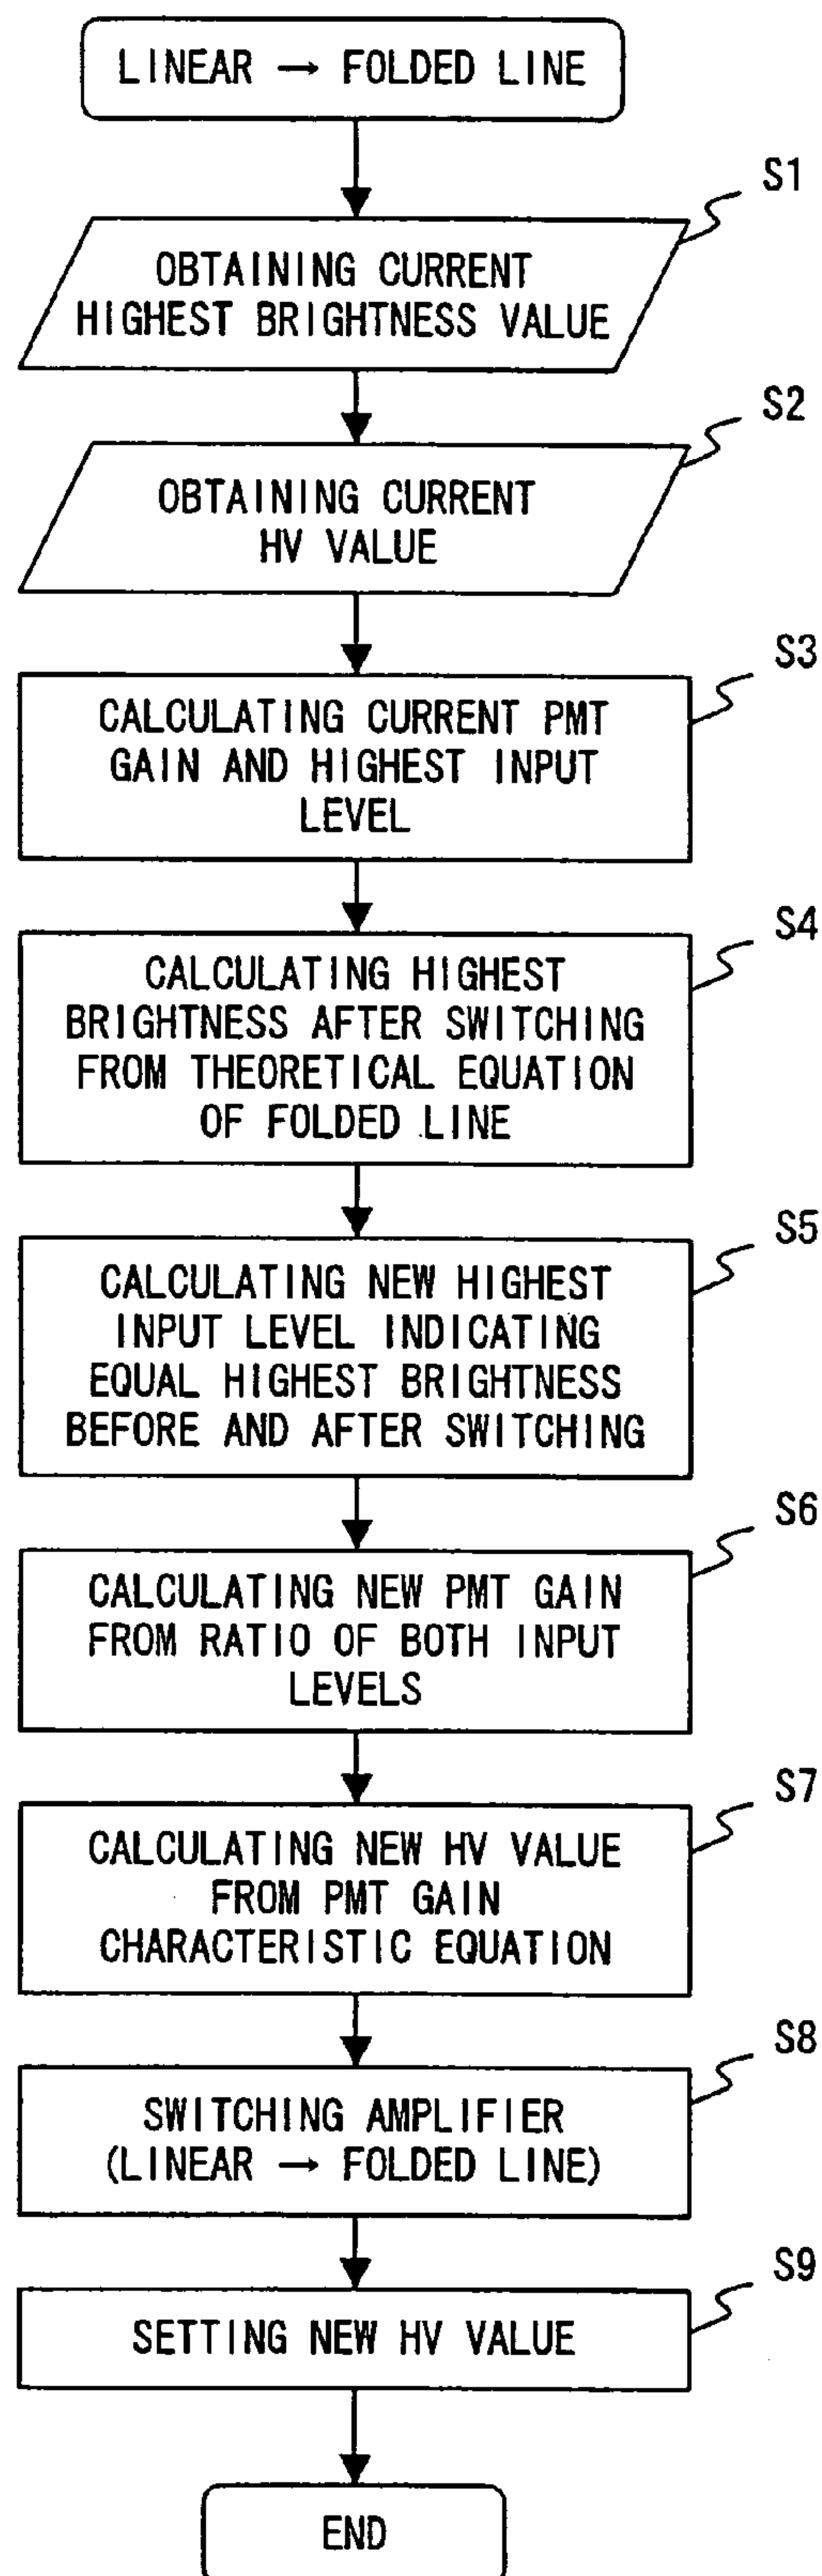 LINEAR → FOLDED LINE
S1
OBTAINING CURRENT
HIGHEST BRIGHTNESS VALUE
S2
OBTAINING CURRENT
HV VALUE
S3
CALCULATING CURRENT PMT
GAIN AND HIGHEST INPUT
LEVEL
S4
CALCULATING HIGHEST
BRIGHTNESS AFTER SWITCHING
FROM THEORETICAL EQUATION
OF FOLDED LINE
S5
CALCULATING NEW HIGHEST
INPUT LEVEL INDICATING
EQUAL HIGHEST BRIGHTNESS
BEFORE AND AFTER SWITCHING
S6
CALCULATING NEW PMT GAIN
FROM RATIO OF BOTH INPUT
LEVELS
S7
CALCULATING NEW HV VALUE
FROM PMT GAIN
CHARACTERISTIC EQUATION
S8
SWITCHING AMPLIFIER
(LINEAR → FOLDED LINE)
S9
SETTING NEW HV VALUE
END